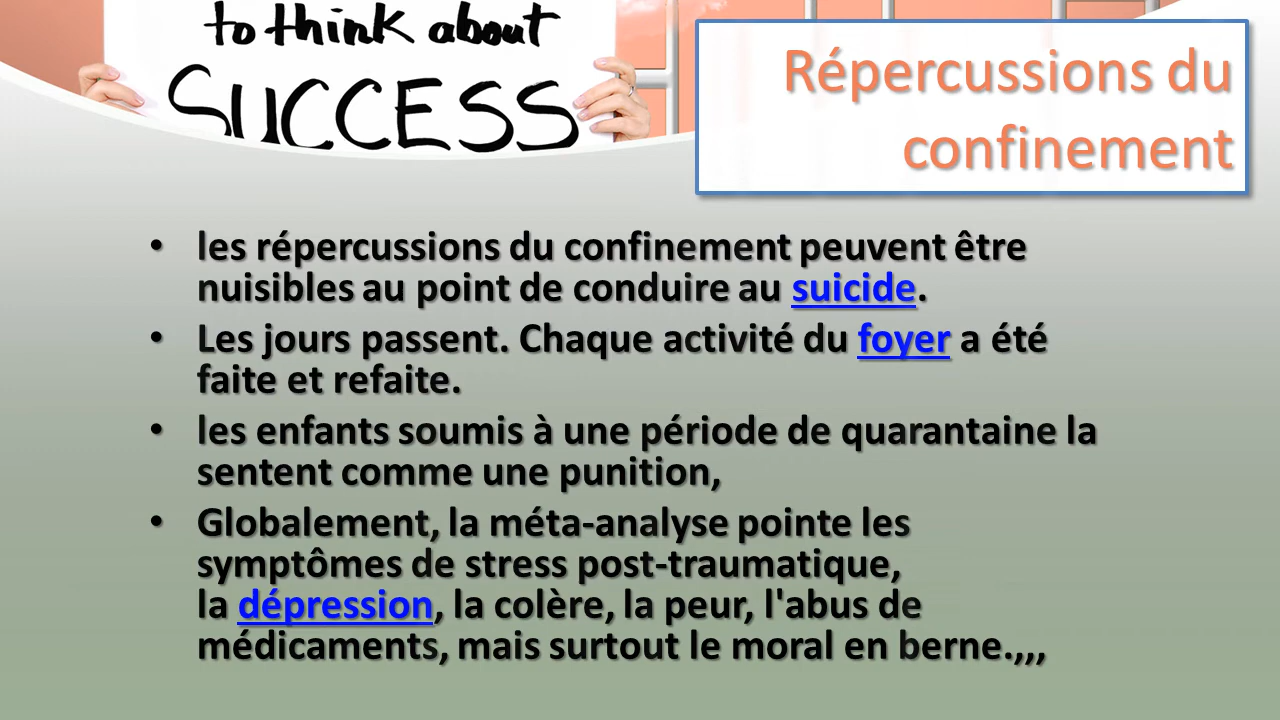 to think about
SUCCESS
Répercussions du
confinement
• les répercussions du confinement peuvent être
nuisibles au point de conduire au suicide.
• Les jours passent. Chaque activité du foyer a été
faite et refaite.
• les enfants soumis à une période de quarantaine la
sentent comme une punition,
• Globalement, la méta-analyse pointe les
symptômes de stress post-traumatique,
la dépression, la colère, la peur, l'abus de
médicaments, mais surtout le moral en berne.,,,